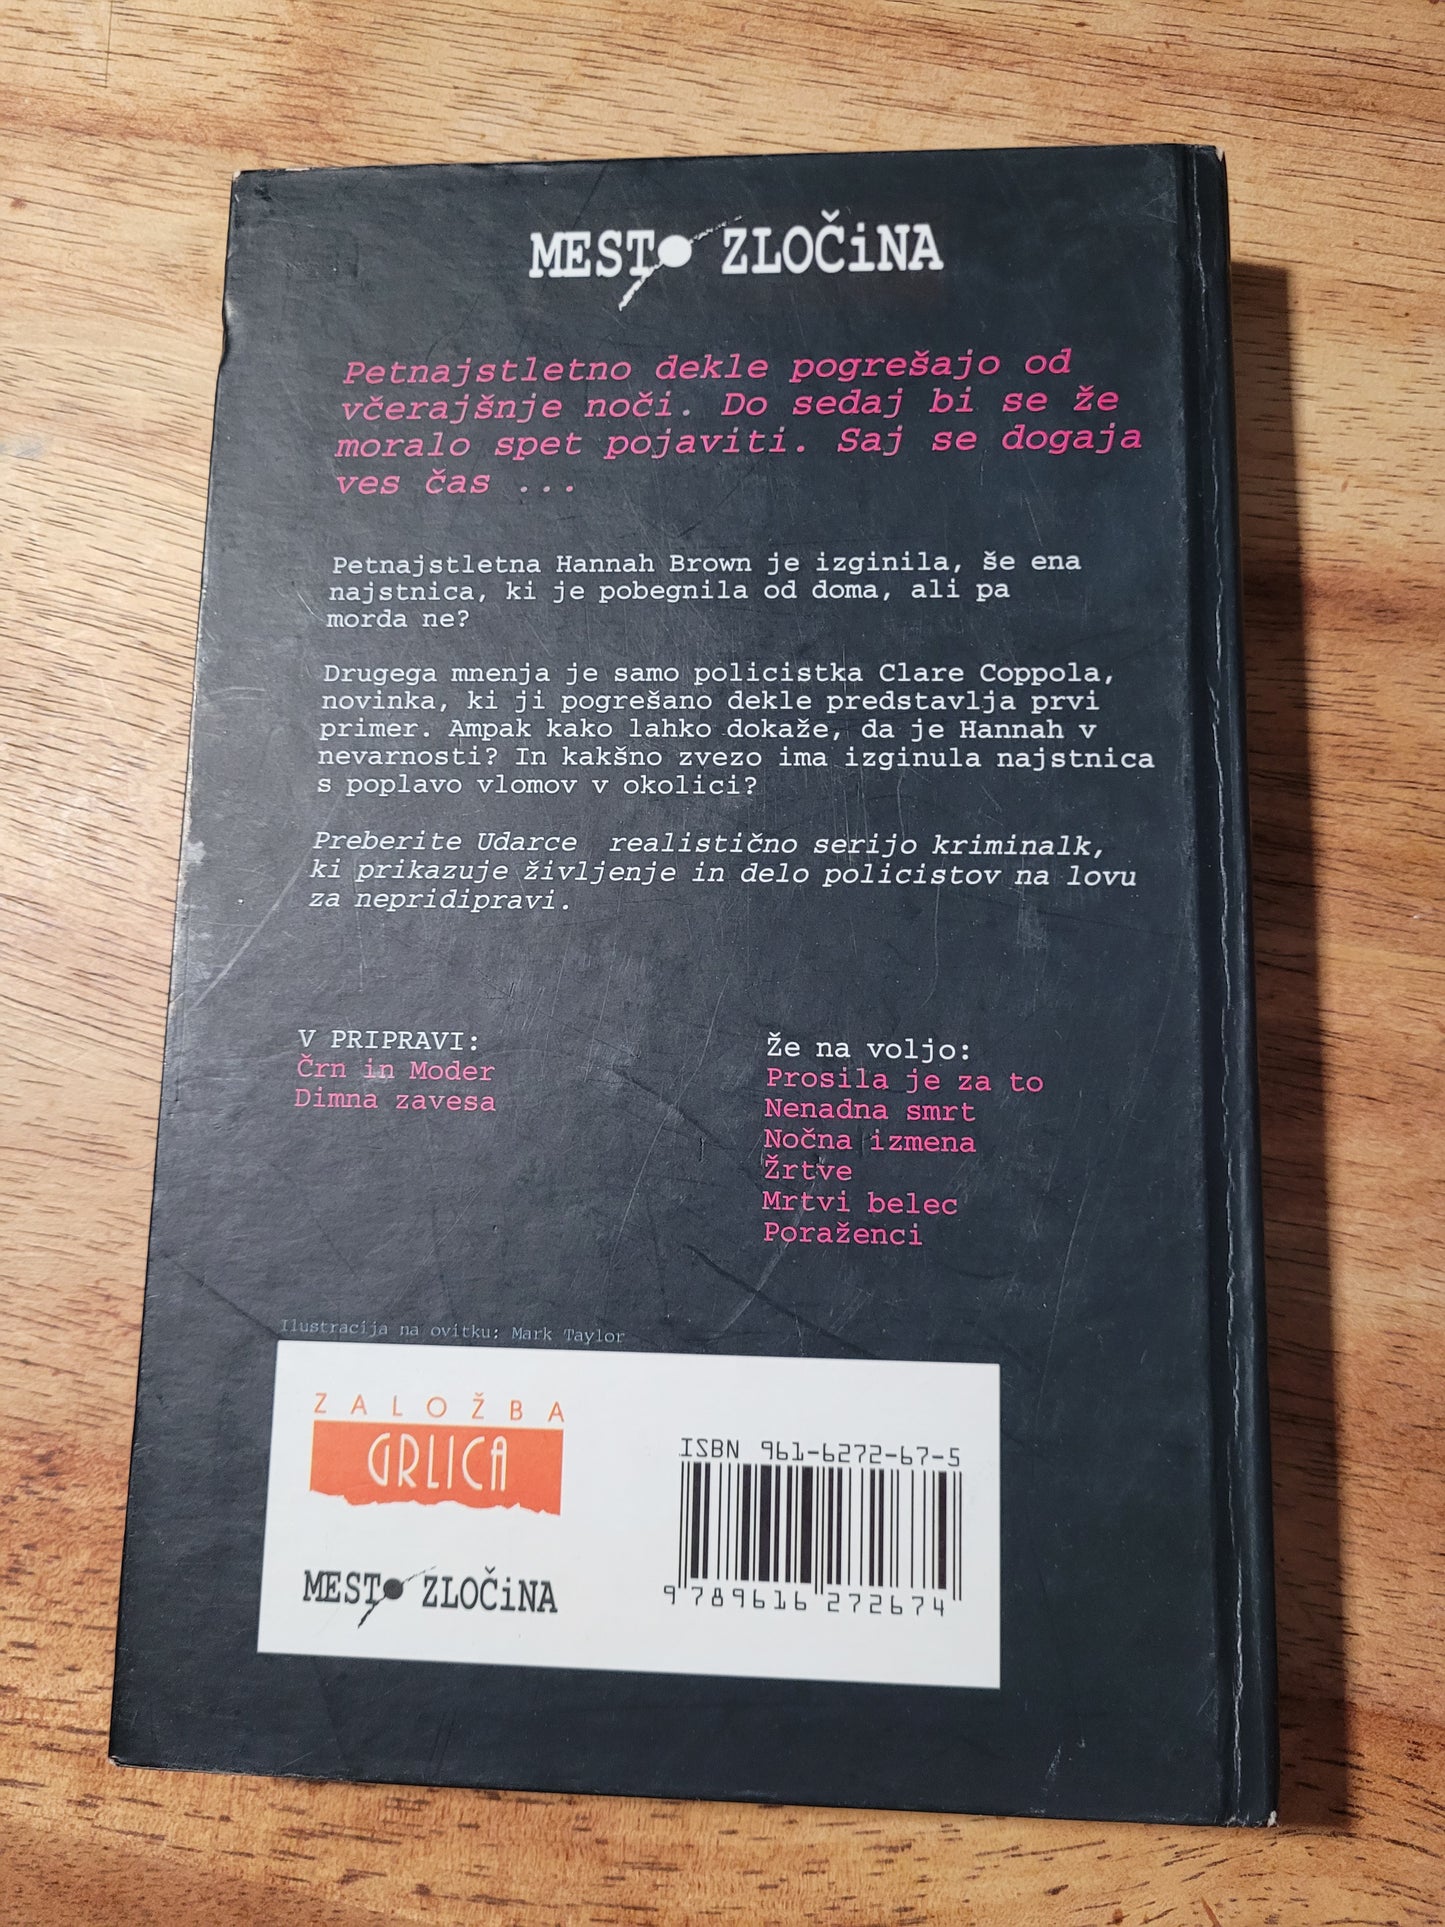 MESTO ZLOČiNA
Petnajstletno dekle pogrešajo od
včerajšnje noči. Do sedaj bi se že
moralo spet pojaviti. Saj se dogaja
ves čas ...
Petnajstletna Hannah Brown je izginila, še ena
najstnica, ki je pobegnila od doma, ali pa
morda ne?
Drugega mnenja je samo policistka Clare Coppola,
novinka, ki ji pogrešano dekle predstavlja prvi
primer. Ampak kako lahko dokaže, da je Hannah v
nevarnosti? In kakšno zvezo ima izginula najstnica
s poplavo vlomov v okolici?
Preberite Udarce realistično serijo kriminalk,
ki prikazuje življenje in delo policistov na lovu
za nepridipravi.
V PRIPRAVI:
Črn in Moder
Dimna zavesa
Že na voljo:
Prosila je za to
Nenadna smrt
Nočna izmena
Žrtve
Mrtvi belec
Poraženci
Ilustracija na ovitku: Mark Taylor
ZALOŽBA
GRLICA
MESTO ZLOČiNA
ISBN 961-6272-67-5
9 789616 272674